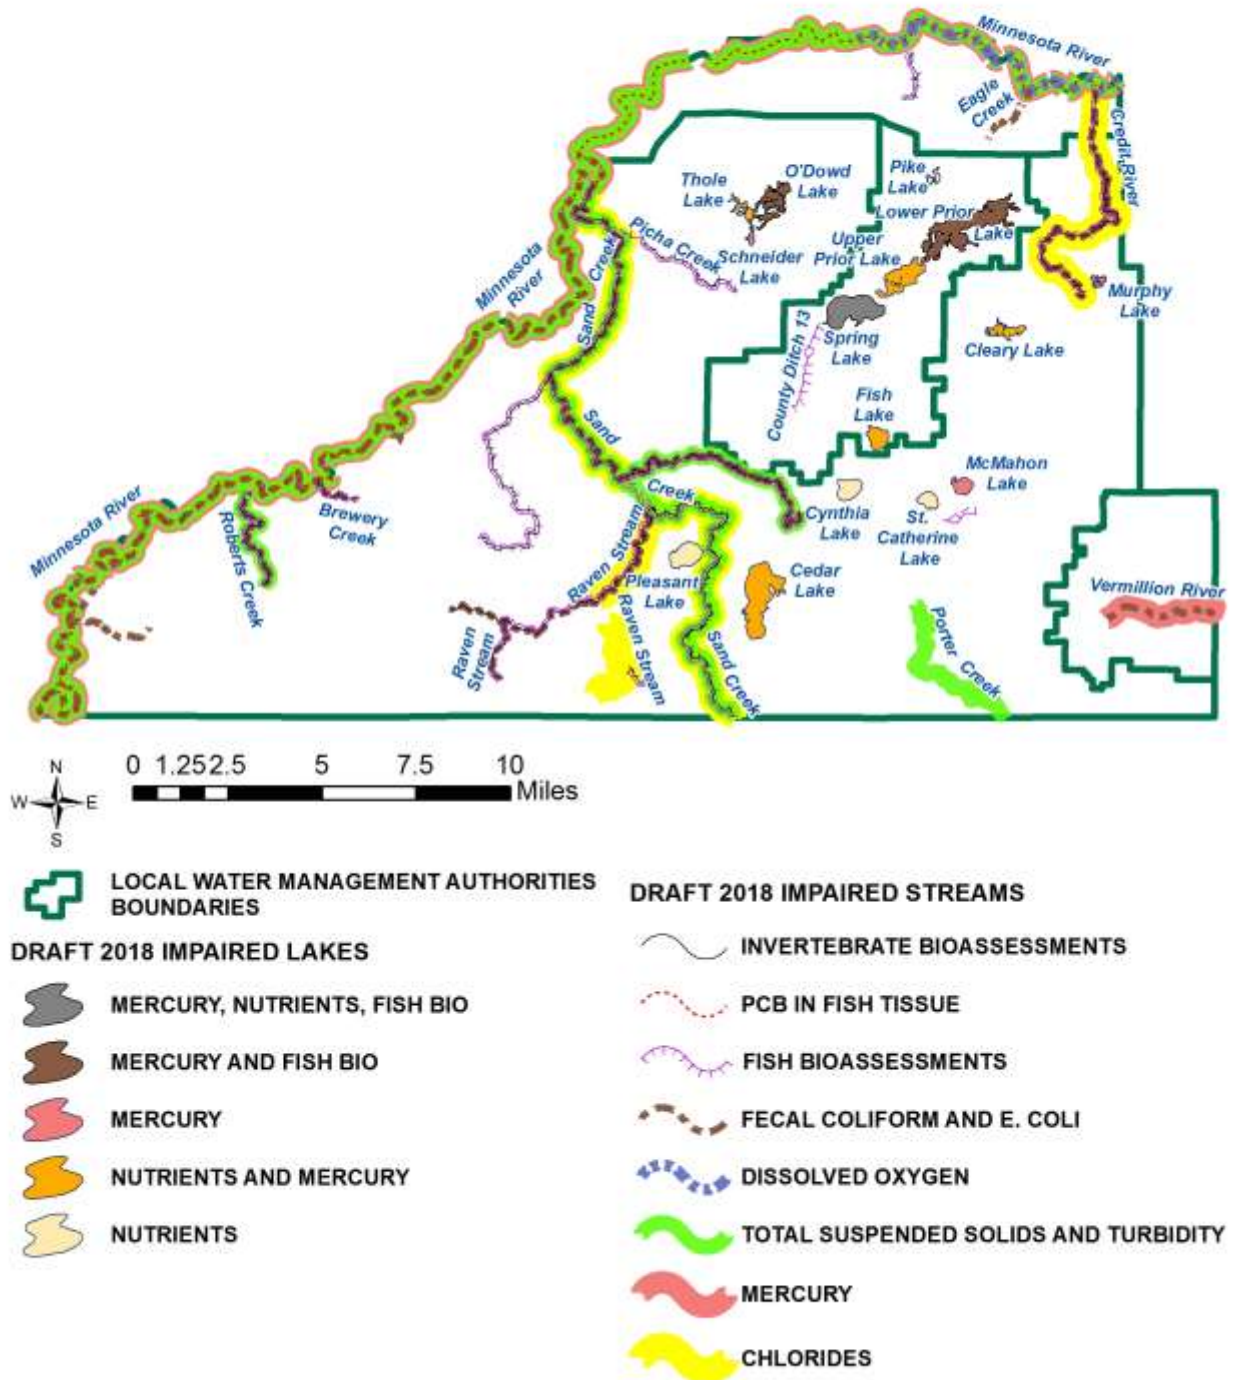 Minnesota River
Eagle
Creek
Credit River
Pike
Lake
O'Dowd
Lake
Thole
Lake
Lower Prior
Lake
Picha Creek
Schneider
Lake
Upper
Prior Lake
Murphy
Lake
Minnesota
River
Sand Creek
County Ditch 13
Spring
Lake
Cleary Lake
Fish
Lake
Sand
Creek
McMahon
Lake
Cynthia
Lake
St.
Catherine
Lake
Minnesota River
Roberts Creek
Brewery
Creek
Raven Stream
Pleasant
Lake
Cedar
Lake
Vermillion River
Raven
Stream
Raven Stream
Sand Creek
Porter Creek
N
W E
S
0 1.25 2.5 5 7.5 10
Miles
LOCAL WATER MANAGEMENT AUTHORITIES
BOUNDARIES
DRAFT 2018 IMPAIRED LAKES
MERCURY, NUTRIENTS, FISH BIO
MERCURY AND FISH BIO
MERCURY
NUTRIENTS AND MERCURY
NUTRIENTS
DRAFT 2018 IMPAIRED STREAMS
INVERTEBRATE BIOASSESSMENTS
PCB IN FISH TISSUE
FISH BIOASSESSMENTS
FECAL COLIFORM AND E. COLI
DISSOLVED OXYGEN
TOTAL SUSPENDED SOLIDS AND TURBIDITY
MERCURY
CHLORIDES